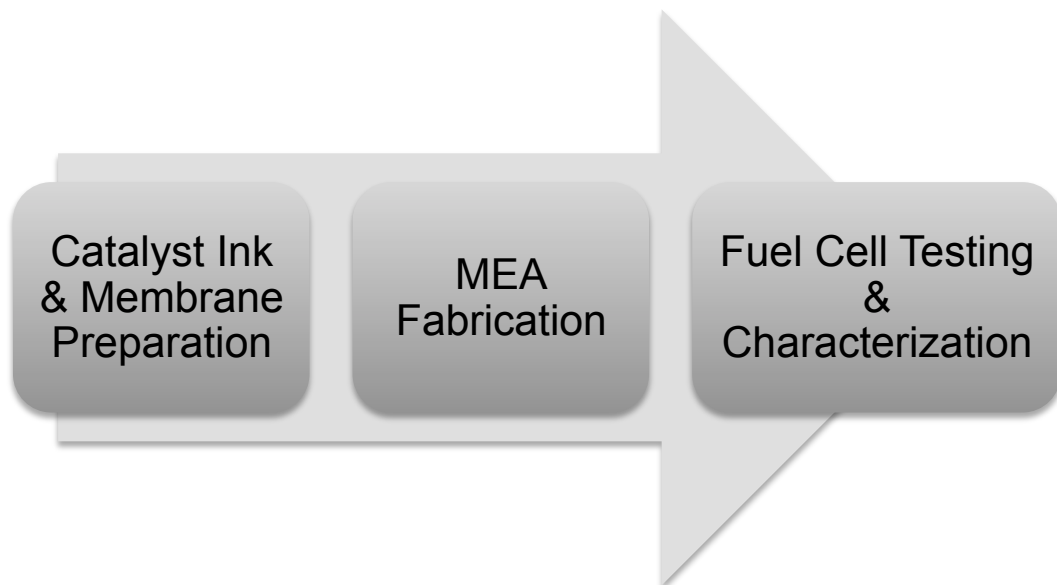 Catalyst Ink
& Membrane
Preparation
MEA
Fabrication
Fuel Cell Testing
&
Characterization